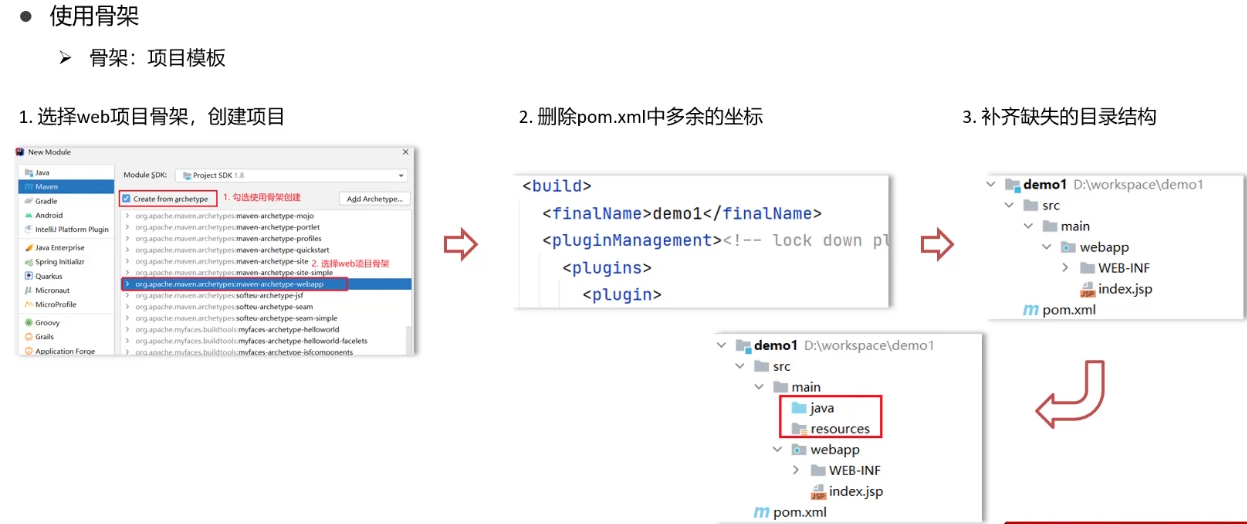 ● 使用骨架
➢ 骨架：项目模板
1. 选择web项目骨架，创建项目
New Module
Java
Maven
Gradle
Android
IntelliJ Platform Plugin
Java Enterprise
Spring Initializr
Quarkus
Micronaut
MicroProfile
Groovy
Grails
Application Forge
Module SDK: Project SDK 1.8
Create from archetype
1. 勾选使用骨架创建
Add Archetype...
org.apache.maven.archetypes:maven-archetype-mojo
org.apache.maven.archetypes:maven-archetype-portlet
org.apache.maven.archetypes:maven-archetype-profiles
org.apache.maven.archetypes:maven-archetype-quickstart
org.apache.maven.archetypes:maven-archetype-site
2. 选择web项目骨架
org.apache.maven.archetypes:maven-archetype-site-simple
org.apache.maven.archetypes:maven-archetype-webapp
org.apache.maven.archetypes:softeu-archetype-jsf
org.apache.maven.archetypes:softeu-archetype-seam
org.apache.maven.archetypes:softeu-archetype-seam-simple
org.apache.myfaces.buildtools:myfaces-archetype-helloworld
org.apache.myfaces.buildtools:myfaces-archetype-helloworld-facelets
org.apache.myfaces.buildtools:myfaces-archetype-jsfcomponents
2. 删除pom.xml中多余的坐标
<build>
<finalName>demo1</finalName>
<pluginManagement><!-- lock down pl
<plugins>
<plugin>
3. 补齐缺失的目录结构
demo1 D:\workspace\demo1
src
main
webapp
WEB-INF
index.jsp
pom.xml
demo1 D:\workspace\demo1
src
main
java
resources
webapp
WEB-INF
index.jsp
pom.xml